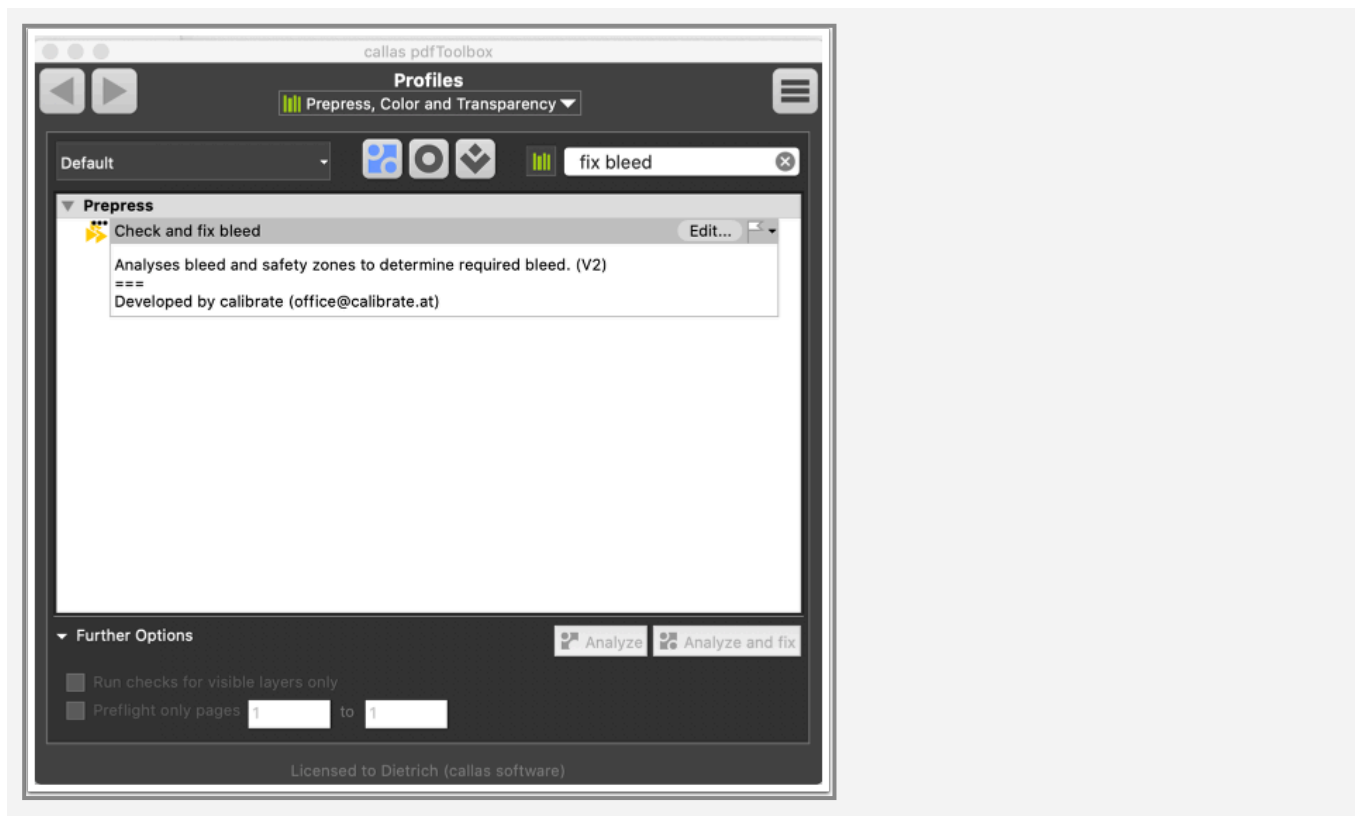 callas pdfToolbox
Profiles
Prepress, Color and Transparency
Default
fix bleed
Prepress
Check and fix bleed Edit...
Analyses bleed and safety zones to determine required bleed. (V2)
===
Developed by calibrate (office@calibrate.at)
Further Options
Analyze Analyze and fix
Run checks for visible layers only
Preflight only pages 1 to 1
Licensed to Dietrich (callas software)